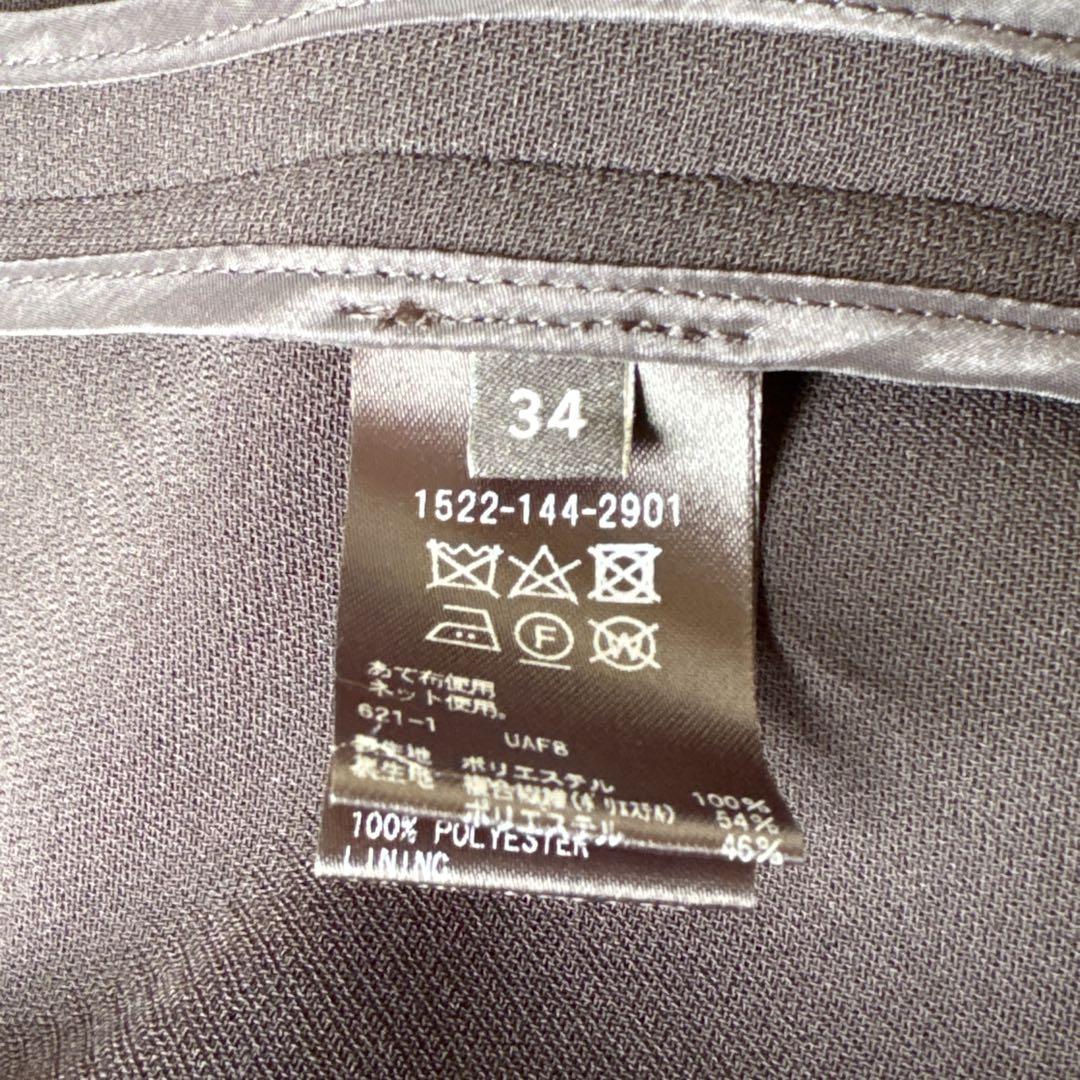 34
1522-144-2901
F
W
あて布使用
ネット使用。
621-1
UAF8
表生地 ポリエステル 100%
裏生地 複合繊維(ポリエステル) 54%
ポリエステル 46%
100% POLYESTER
LINING